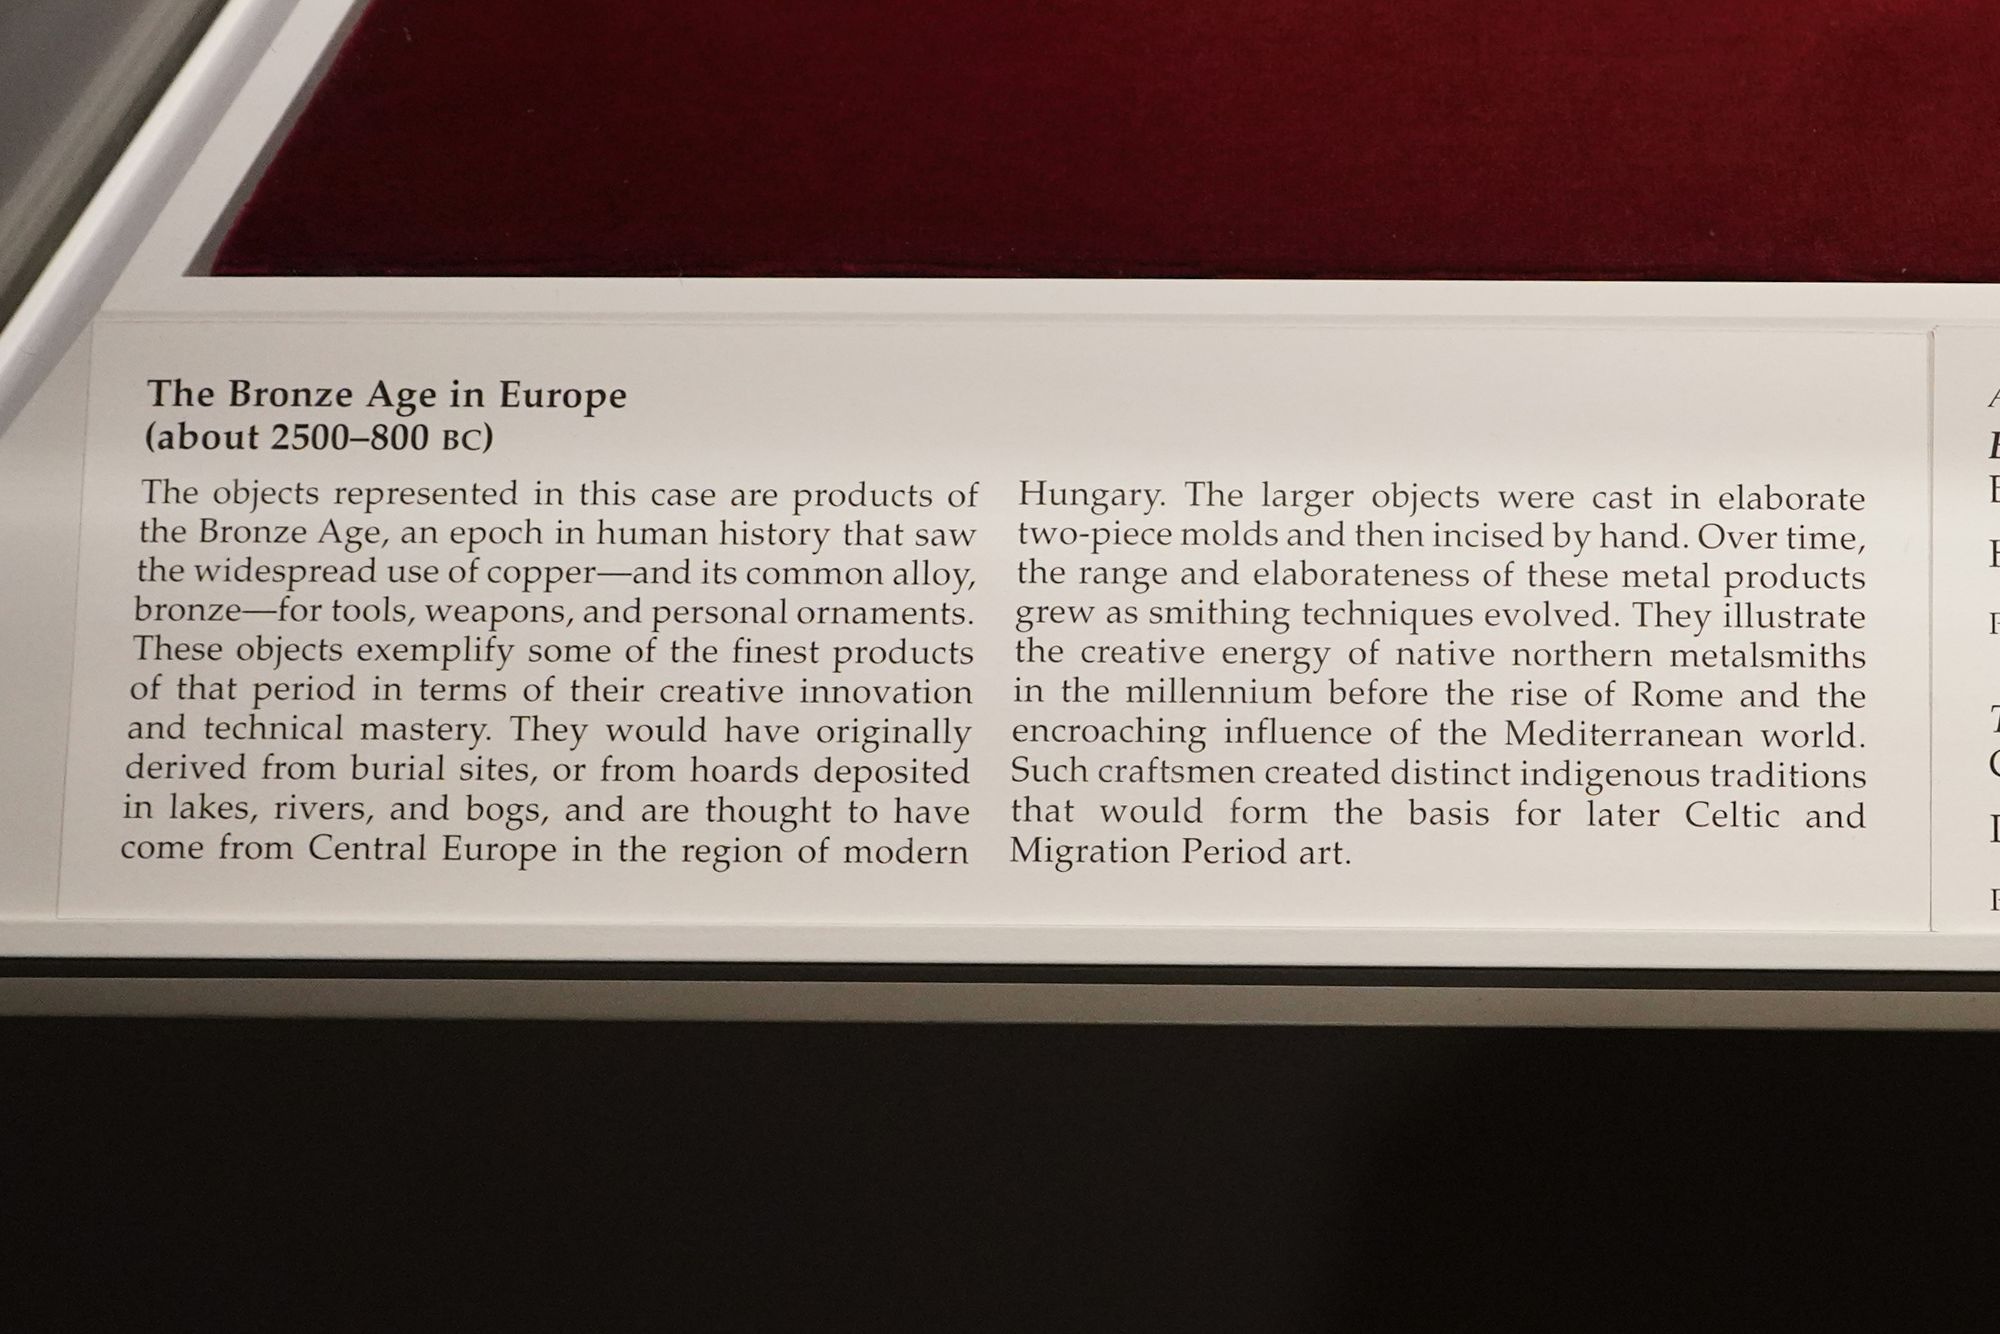 The Bronze Age in Europe
(about 2500–800 BC)
The objects represented in this case are products of
the Bronze Age, an epoch in human history that saw
the widespread use of copper—and its common alloy,
bronze—for tools, weapons, and personal ornaments.
These objects exemplify some of the finest products
of that period in terms of their creative innovation
and technical mastery. They would have originally
derived from burial sites, or from hoards deposited
in lakes, rivers, and bogs, and are thought to have
come from Central Europe in the region of modern
Hungary. The larger objects were cast in elaborate
two-piece molds and then incised by hand. Over time,
the range and elaborateness of these metal products
grew as smithing techniques evolved. They illustrate
the creative energy of native northern metalsmiths
in the millennium before the rise of Rome and the
encroaching influence of the Mediterranean world.
Such craftsmen created distinct indigenous traditions
that would form the basis for later Celtic and
Migration Period art.